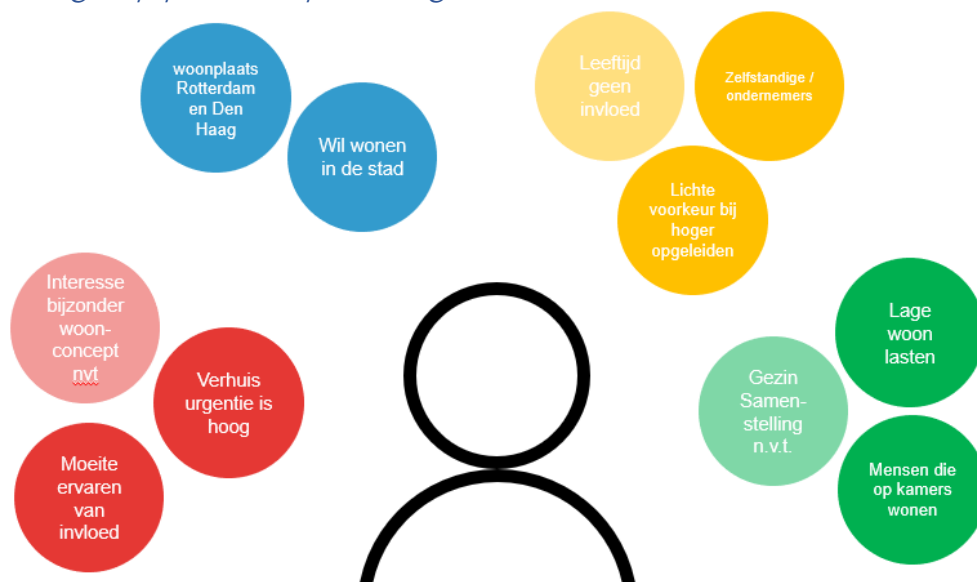 woonplaats
Rotterdam
en Den
Haag
Wil wonen
in de stad
Leeftijd
geen
invloed
Zelfstandige /
ondernemers
Lichte
voorkeur bij
hoger
opgeleiden
Interesse
bijzonder
woon-
concept
nvt
Verhuis
urgentie is
hoog
Moeite
ervaren
van
invloed
Lage
woon
lasten
Gezin
Samen-
stelling
n.v.t.
Mensen die
op kamers
wonen